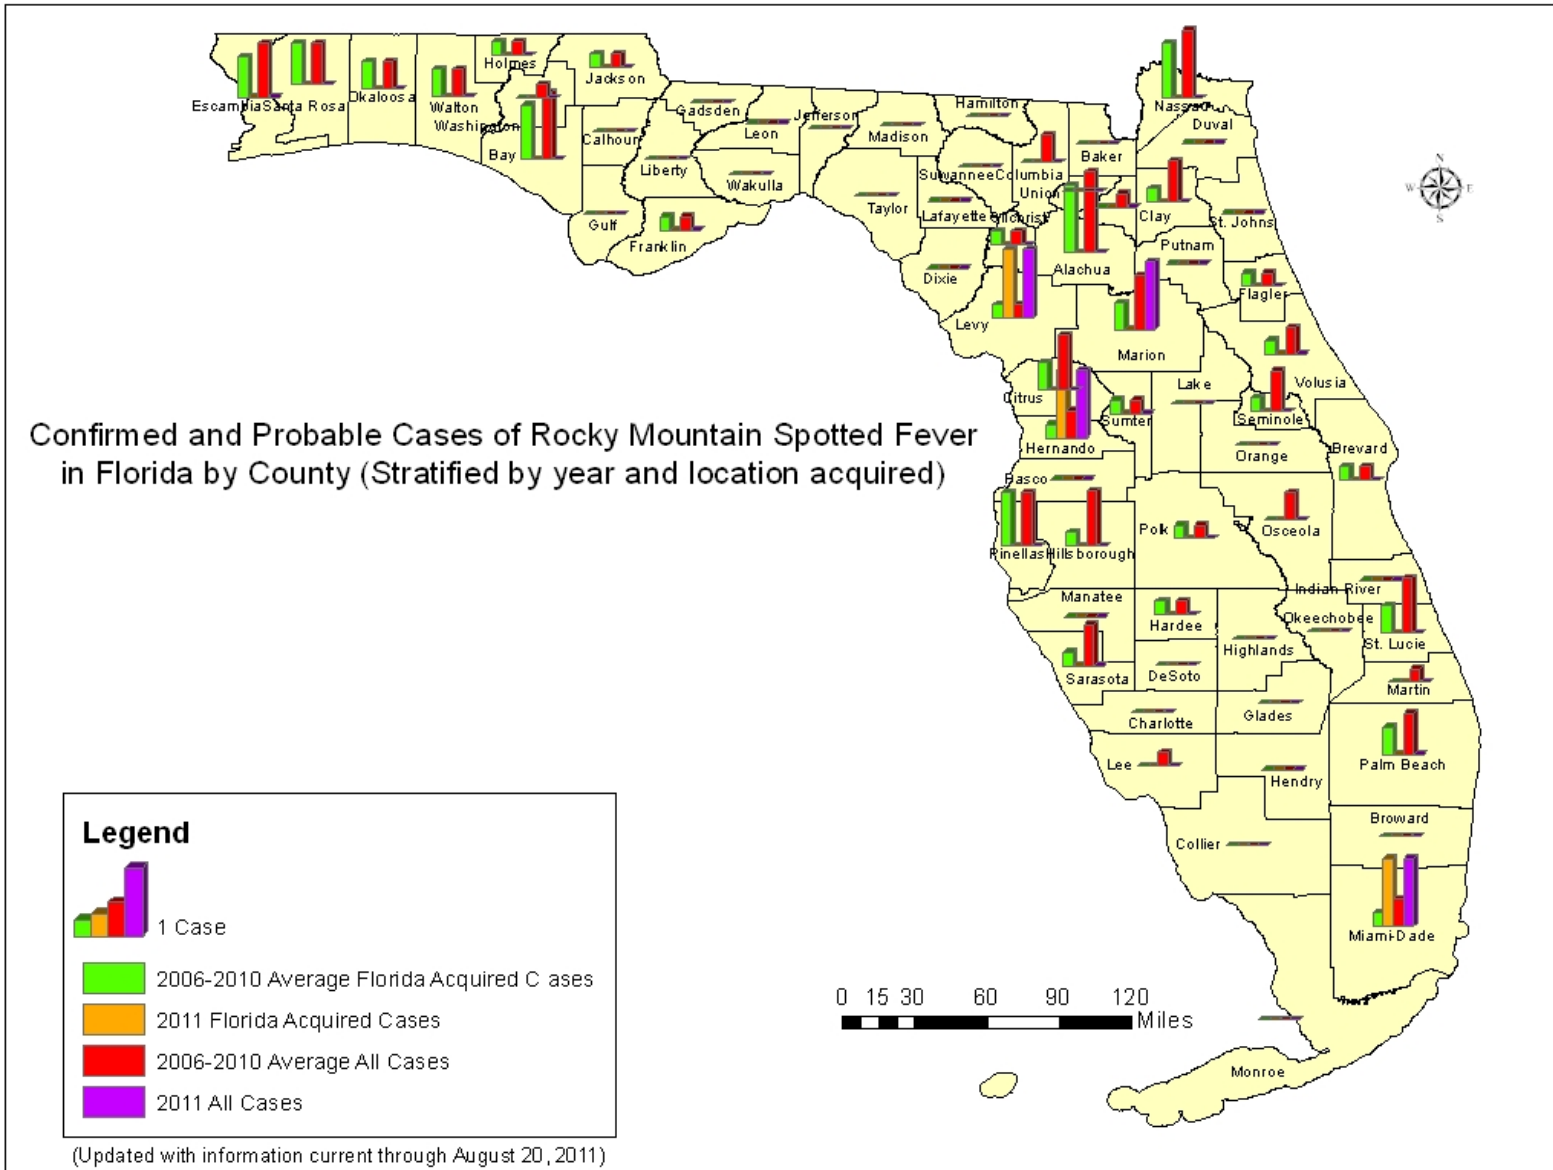 Holmes
Jackson
Escambia
Santa Rosa
Okaloosa
Walton
Washington
Bay
Calhoun
Gadsden
Leon
Jefferson
Madison
Hamilton
Liberty
Wakulla
Gulf
Franklin
Taylor
Suwannee
Columbia
Baker
Nassau
Duval
Union
Lafayette
Gilchrist
Clay
St. Johns
Dixie
Alachua
Putnam
Flagler
Levy
Marion
Volusia
Lake
Citrus
Sumter
Seminole
Hernando
Orange
Brevard
Pasco
Pinellas
Hillsborough
Polk
Osceola
Indian River
Manatee
Hardee
Okeechobee
St. Lucie
Highlands
Sarasota
DeSoto
Martin
Charlotte
Glades
Lee
Hendry
Palm Beach
Broward
Collier
Miami-Dade
Monroe
N
W
E
S
Confirmed and Probable Cases of Rocky Mountain Spotted Fever
in Florida by County (Stratified by year and location acquired)
Legend
1 Case
2006-2010 Average Florida Acquired C ases
2011 Florida Acquired Cases
2006-2010 Average All Cases
2011 All Cases
0 15 30 60 90 120
Miles
(Updated with information current through August 20, 2011)